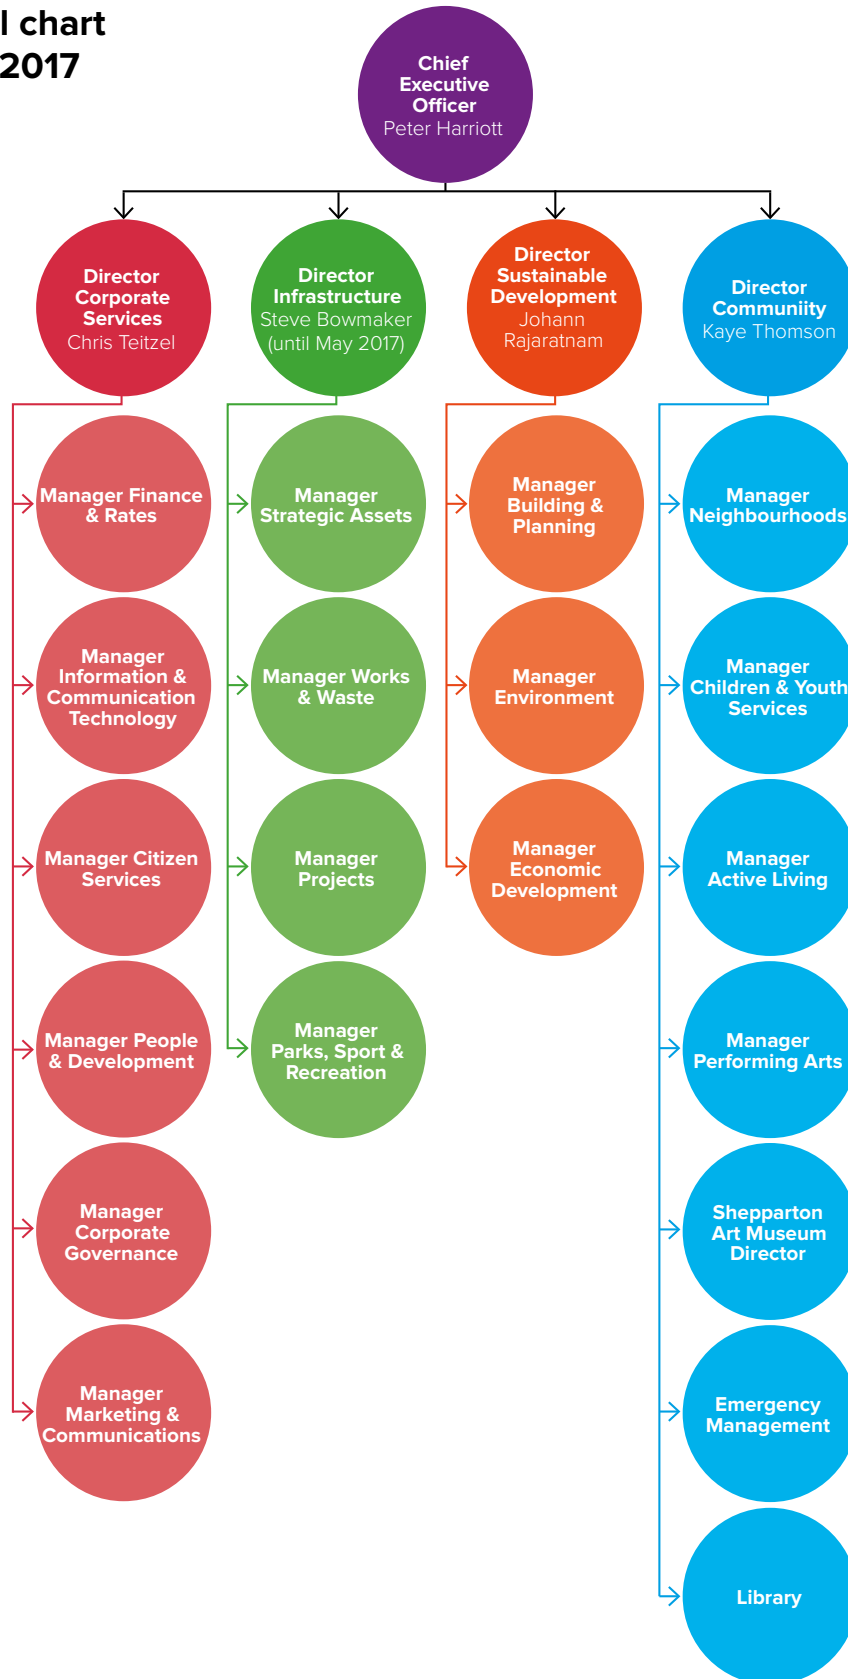 l chart
2017
Chief
Executive
Officer
Peter Harriott
Director
Corporate
Services
Chris Teitzel
Director
Infrastructure
Steve Bowmaker
(until May 2017)
Director
Sustainable
Development
Johann
Rajaratnam
Director
Communiity
Kaye Thomson
Manager Finance
& Rates
Manager
Information &
Communication
Technology
Manager Citizen
Services
Manager People
& Development
Manager
Corporate
Governance
Manager
Marketing &
Communications
Manager
Strategic Assets
Manager Works
& Waste
Manager
Projects
Manager
Parks, Sport &
Recreation
Manager
Building &
Planning
Manager
Environment
Manager
Economic
Development
Manager
Neighbourhoods
Manager
Children & Youth
Services
Manager
Active Living
Manager
Performing Arts
Shepparton
Art Museum
Director
Emergency
Management
Library